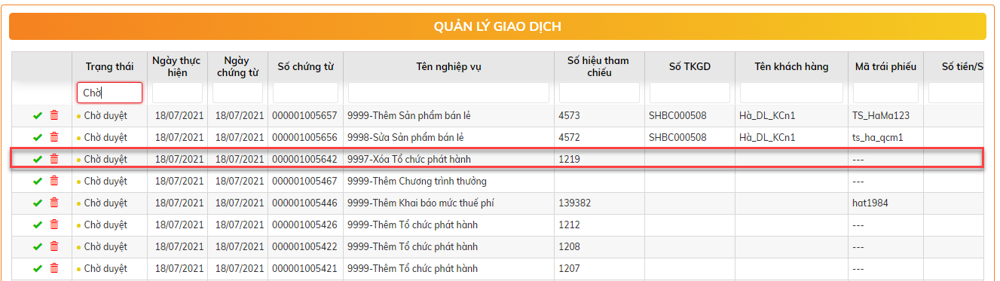 QUẢN LÝ GIAO DỊCH
Trạng thái Ngày thực hiện Ngày chứng từ Số chứng từ Tên nghiệp vụ Số hiệu tham chiếu Số TKGD Tên khách hàng Mã trái phiếu Số tiền/S
Chờ
Chờ duyệt 18/07/2021 18/07/2021 000001005657 9999-Thêm Sản phẩm bán lẻ 4573 SHBC000508 Hà_DL_KCn1 TS_HaMa123
Chờ duyệt 18/07/2021 18/07/2021 000001005656 9998-Sửa Sản phẩm bán lẻ 4572 SHBC000508 Hà_DL_KCn1 ts_ha_qcm1
Chờ duyệt 18/07/2021 18/07/2021 000001005642 9997-Xóa Tổ chức phát hành 1219 ---
Chờ duyệt 18/07/2021 18/07/2021 000001005467 9999-Thêm Chương trình thưởng ---
Chờ duyệt 18/07/2021 18/07/2021 000001005446 9999-Thêm Khai báo mức thuế phí 139382 hat1984
Chờ duyệt 18/07/2021 18/07/2021 000001005426 9999-Thêm Tổ chức phát hành 1212 ---
Chờ duyệt 18/07/2021 18/07/2021 000001005422 9999-Thêm Tổ chức phát hành 1208 ---
Chờ duyệt 18/07/2021 18/07/2021 000001005421 9999-Thêm Tổ chức phát hành 1207 ---